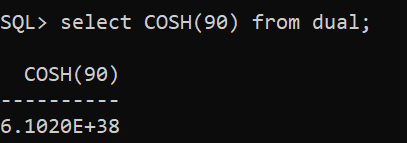 SQL> select COSH(90) from dual;
COSH(90)
----------
6.1020E+38